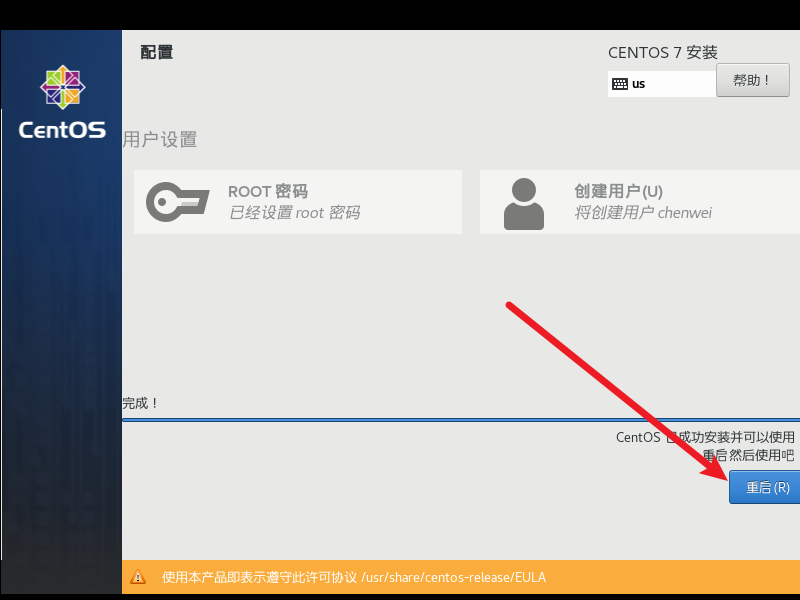 配置
CENTOS 7 安装
us
帮助！
CentOS
用户设置
ROOT 密码
已经设置 root 密码
创建用户(U)
将创建用户 chenwei
完成！
CentOS 已成功安装并可以使用
重启然后使用吧
重启(R)
使用本产品即表示遵守此许可协议 /usr/share/centos-release/EULA